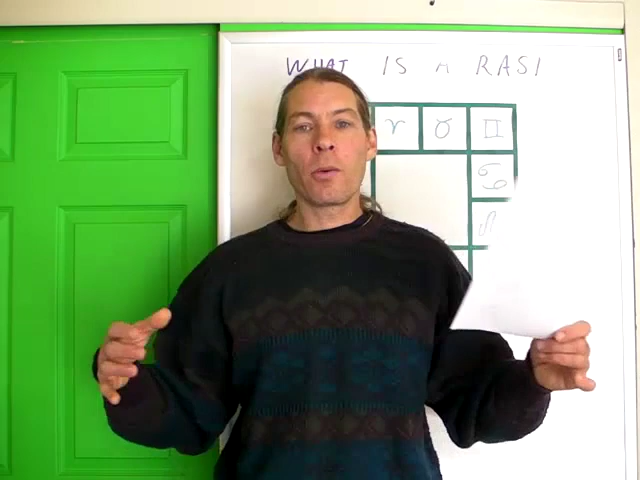 WHAT IS A RASI
♈ ♉ ♊
♋
♌